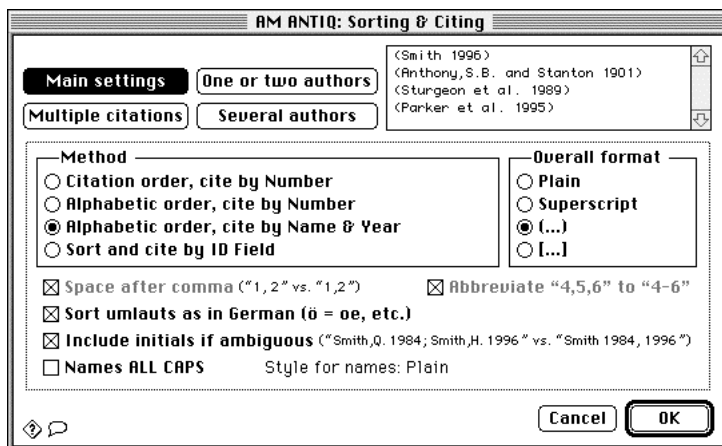 AM ANTIQ: Sorting & Citing
Main settings
One or two authors
Multiple citations
Several authors
(Smith 1996)
(Anthony,S.B. and Stanton 1901)
(Sturgeon et al. 1989)
(Parker et al. 1995)
Method
Citation order, cite by Number
Alphabetic order, cite by Number
Alphabetic order, cite by Name & Year
Sort and cite by ID Field
Overall format
Plain
Superscript
(...)
[...]
Space after comma ("1, 2" vs. "1,2")
Abbreviate "4,5,6" to "4-6"
Sort umlauts as in German (ö = oe, etc.)
Include initials if ambiguous ("Smith,Q. 1984; Smith,H. 1996" vs. "Smith 1984, 1996")
Names ALL CAPS
Style for names: Plain
?
Cancel
OK